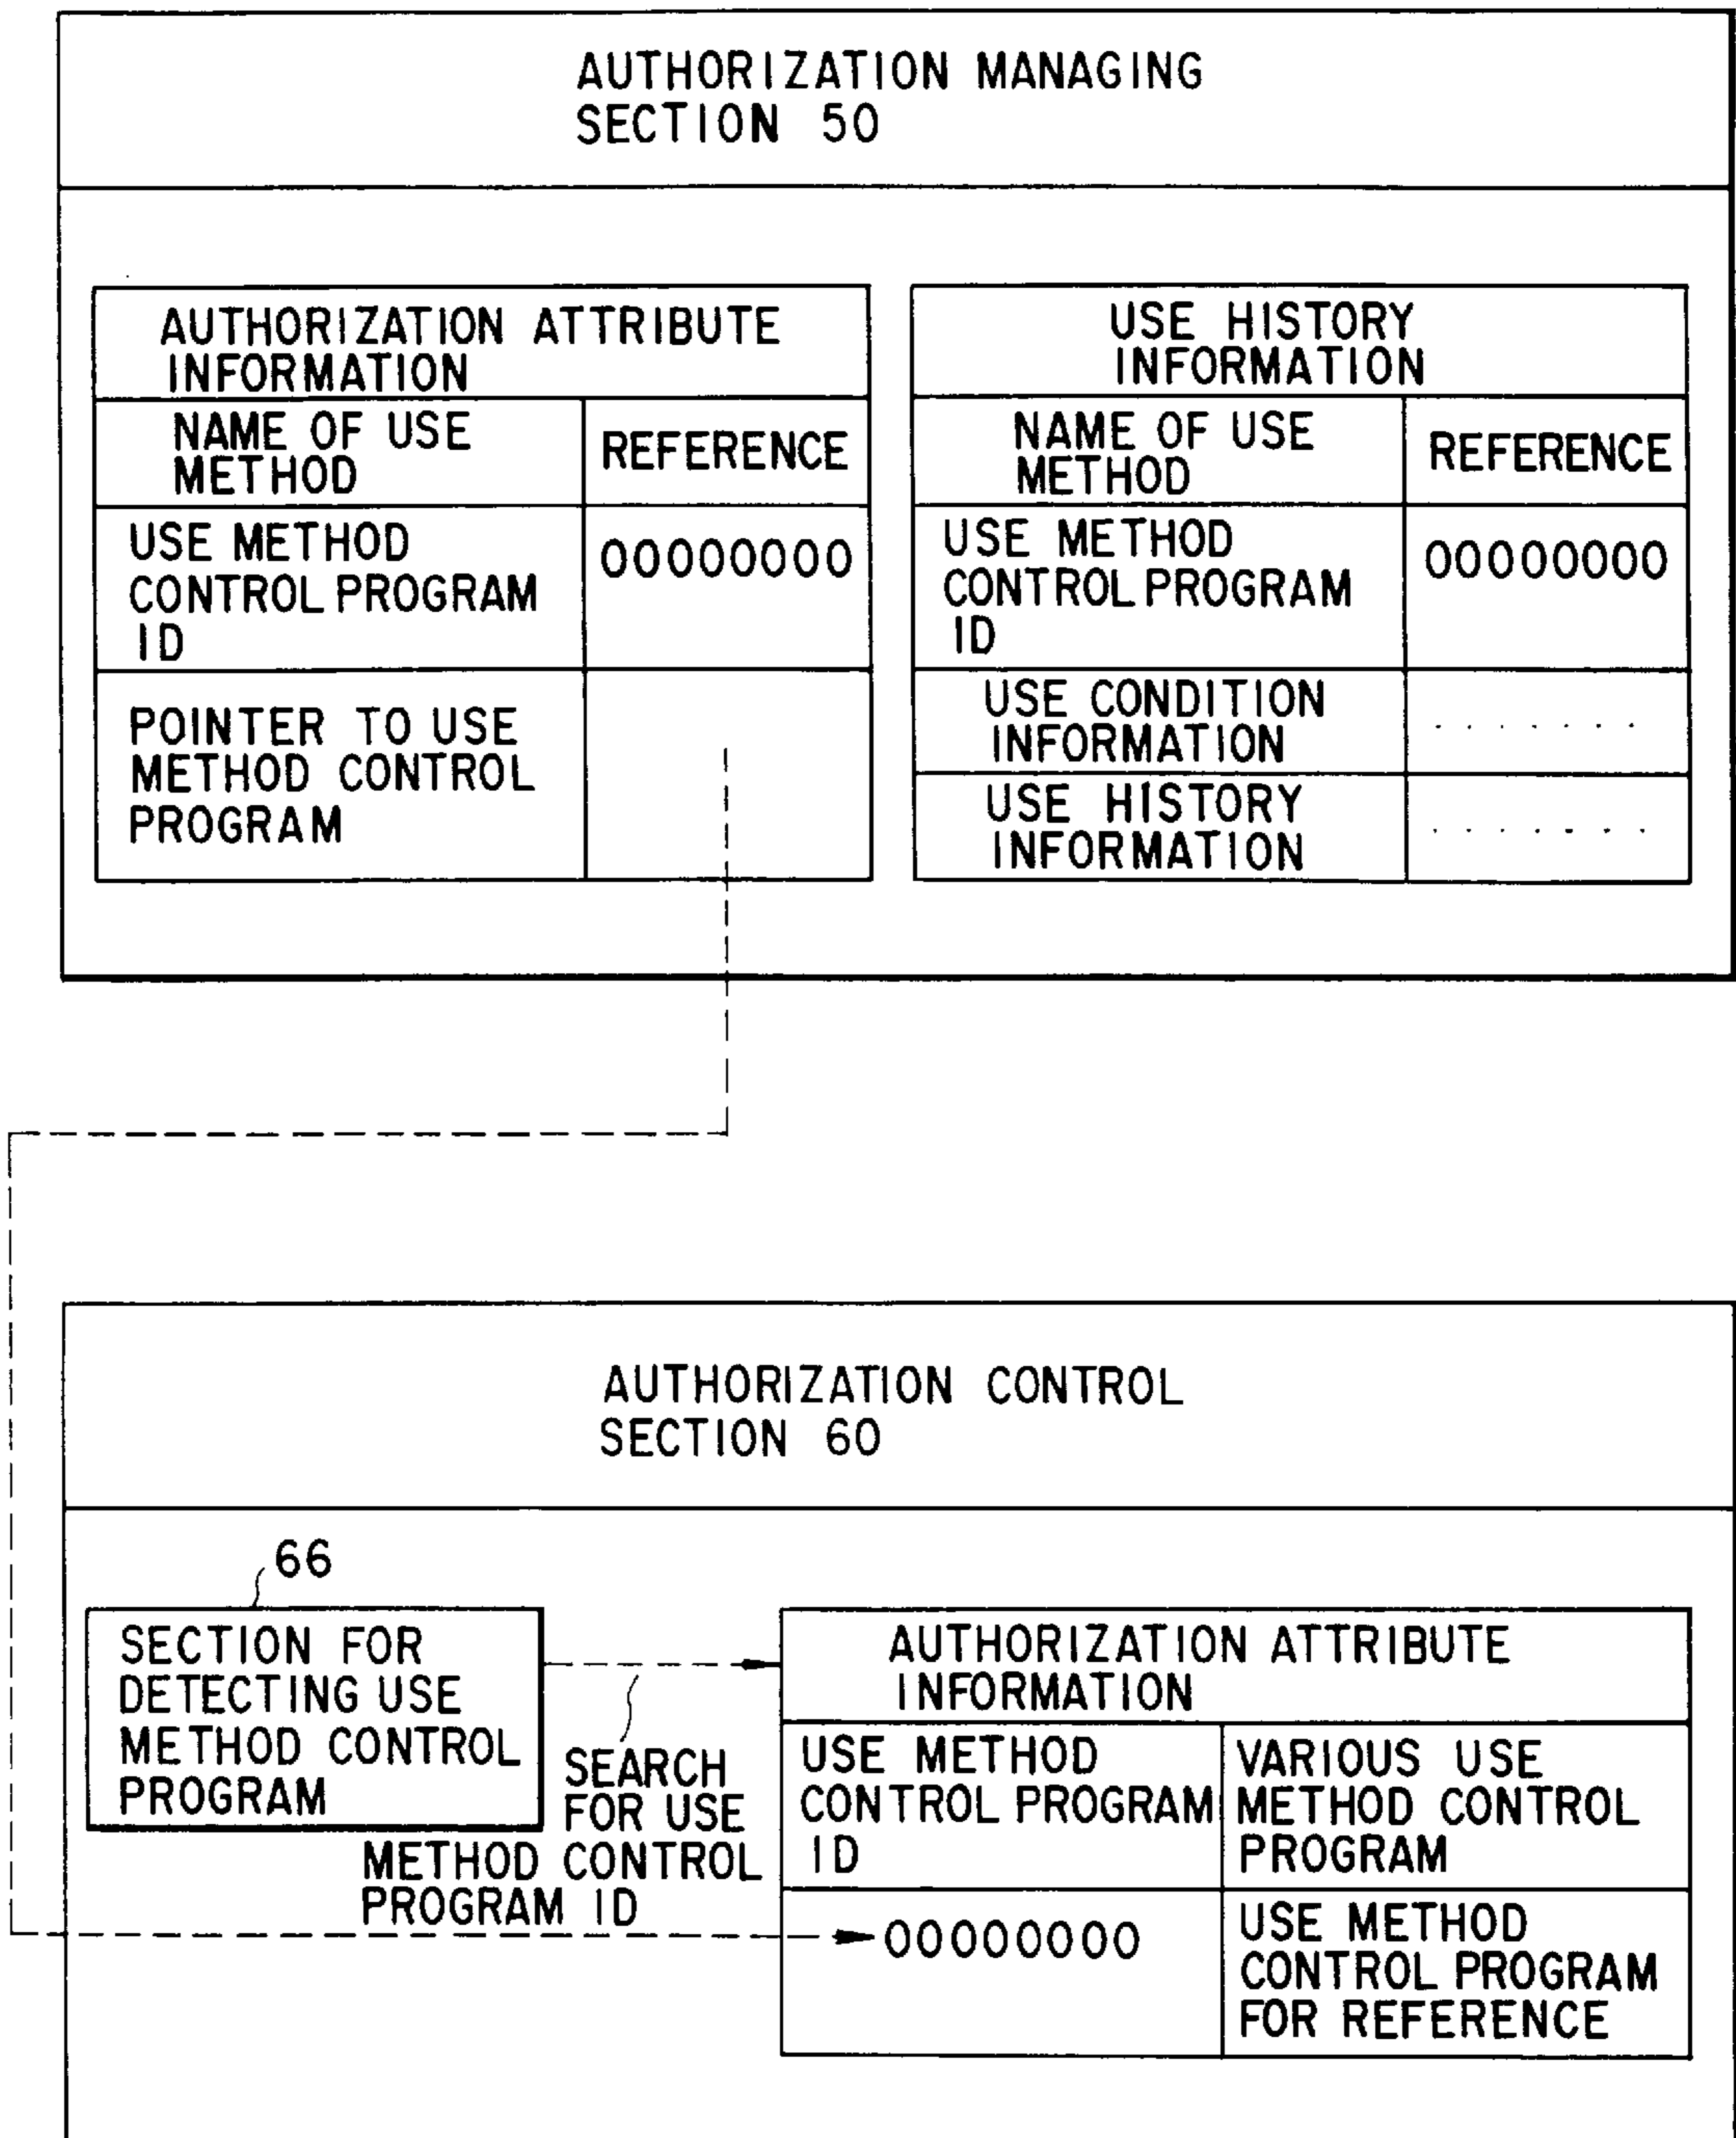 AUTHORIZATION MANAGING
SECTION 50
AUTHORIZATION ATTRIBUTE
INFORMATION
NAME OF USE
METHOD
REFERENCE
USE METHOD
CONTROL PROGRAM
ID
00000000
POINTER TO USE
METHOD CONTROL
PROGRAM
USE HISTORY
INFORMATION
NAME OF USE
METHOD
REFERENCE
USE METHOD
CONTROL PROGRAM
ID
00000000
USE CONDITION
INFORMATION
.......
USE HISTORY
INFORMATION
.......
AUTHORIZATION CONTROL
SECTION 60
66
SECTION FOR
DETECTING USE
METHOD CONTROL
PROGRAM
SEARCH
FOR USE
METHOD CONTROL
PROGRAM ID
AUTHORIZATION ATTRIBUTE
INFORMATION
USE METHOD
CONTROL PROGRAM
ID
VARIOUS USE
METHOD CONTROL
PROGRAM
00000000
USE METHOD
CONTROL PROGRAM
FOR REFERENCE